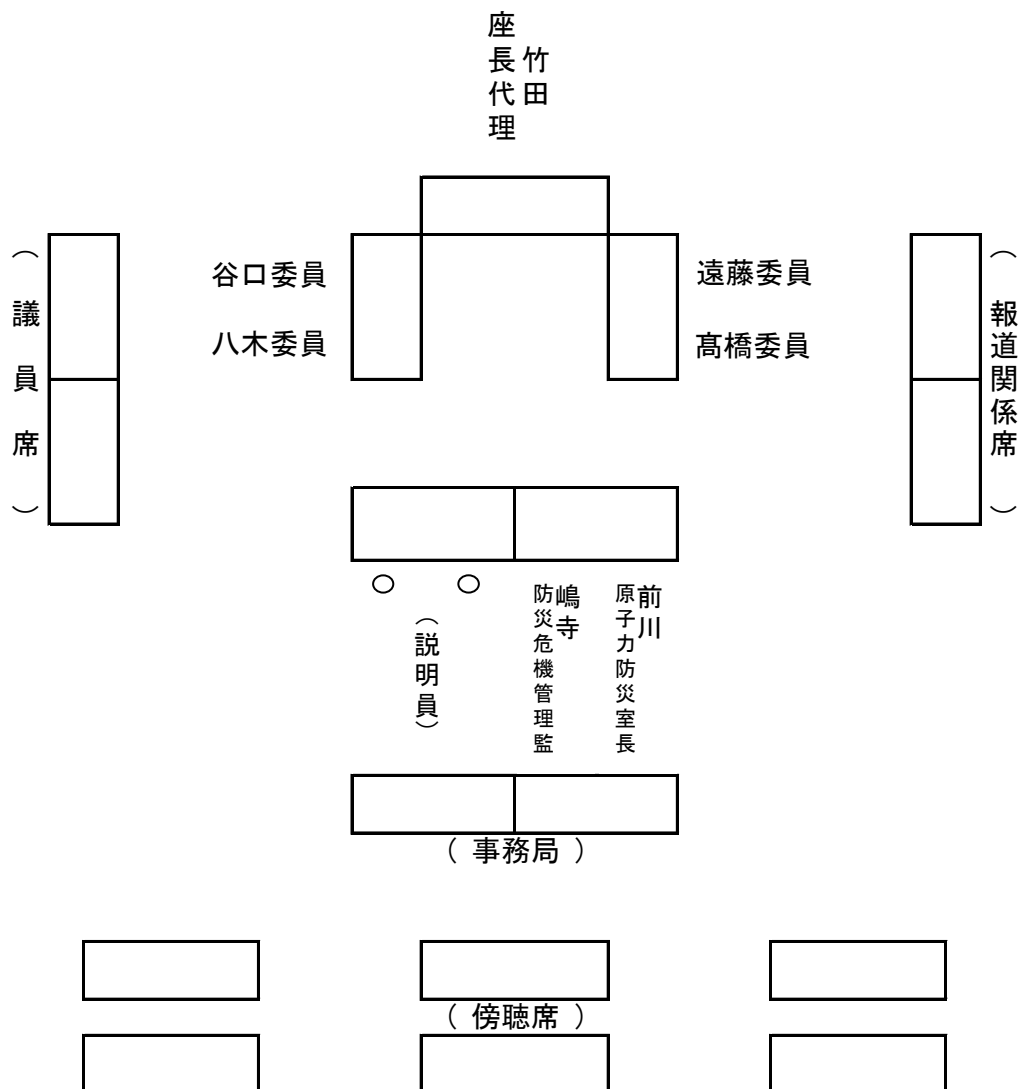 竹田
座長代理
谷口委員
八木委員
遠藤委員
髙橋委員
（議員席）
（報道関係席）
○ ○
（説明員）
嶋寺
防災危機管理監
前川
原子力防災室長
（ 事務局 ）
（ 傍聴席 ）